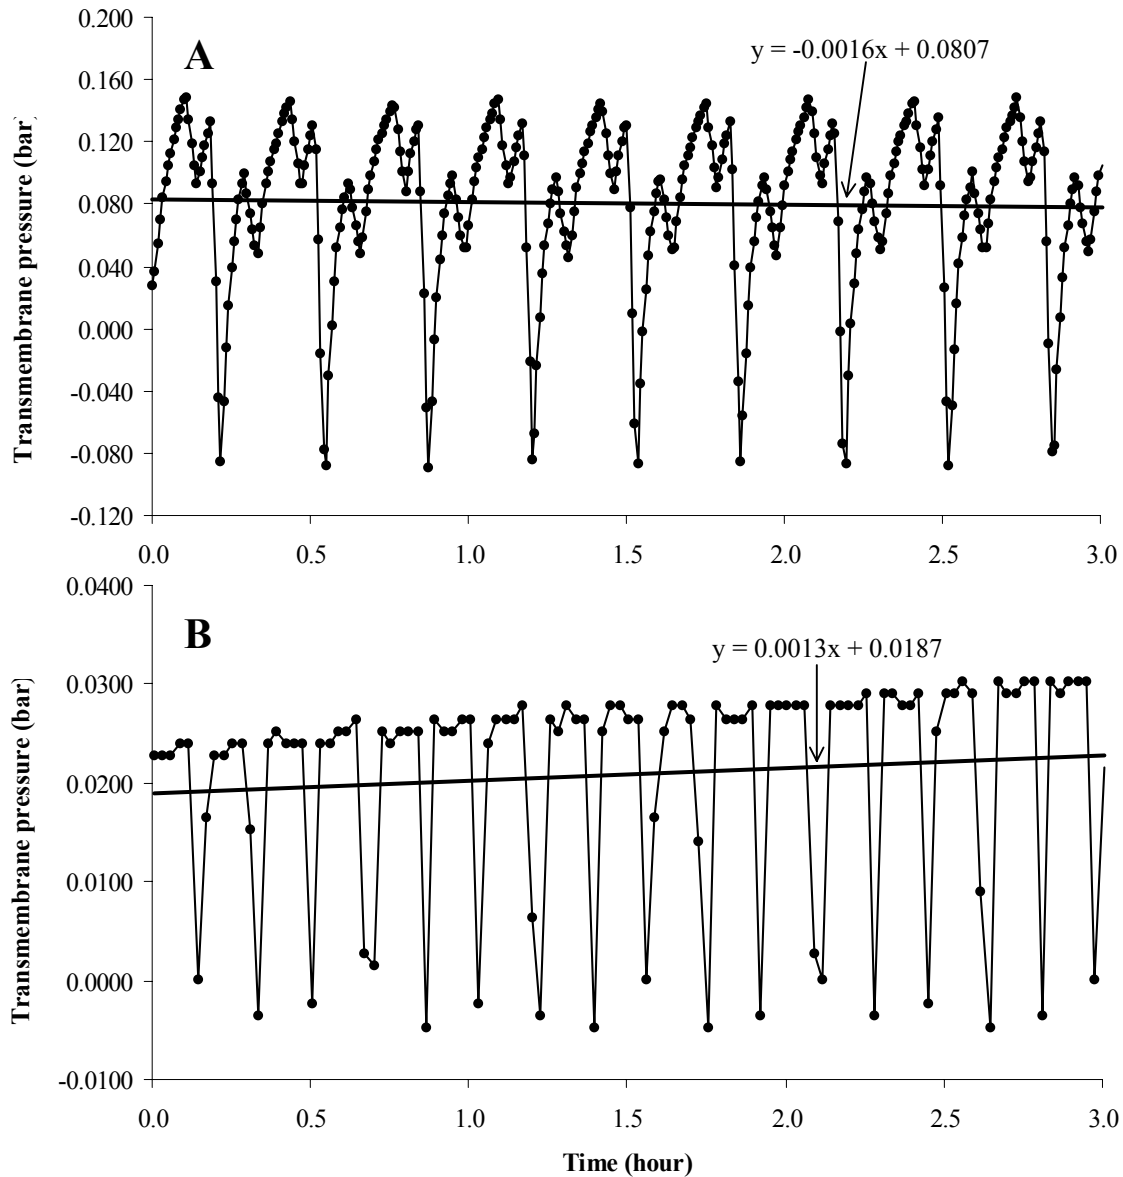 0.200
A
y = -0.0016x + 0.0807
0.160
0.120
0.080
0.040
0.000
-0.040
-0.080
-0.120
Transmembrane pressure (bar)
0.0 0.5 1.0 1.5 2.0 2.5 3.0
0.0400
B
y = 0.0013x + 0.0187
0.0300
0.0200
0.0100
0.0000
-0.0100
Transmembrane pressure (bar)
0.0 0.5 1.0 1.5 2.0 2.5 3.0
Time (hour)